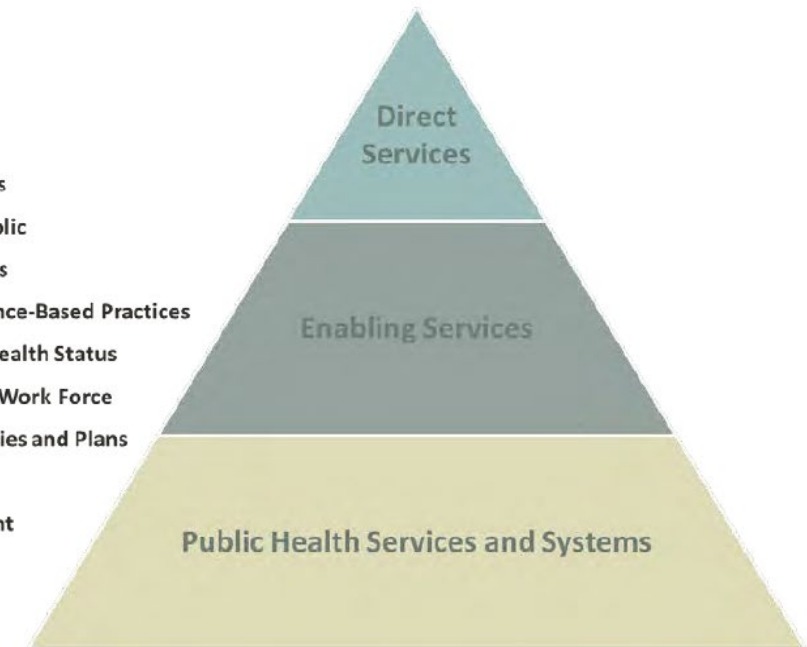 Direct
Services
blic
nce-Based Practices
ealth Status
Enabling Services
Work Force
ies and Plans
nt
Public Health Services and Systems